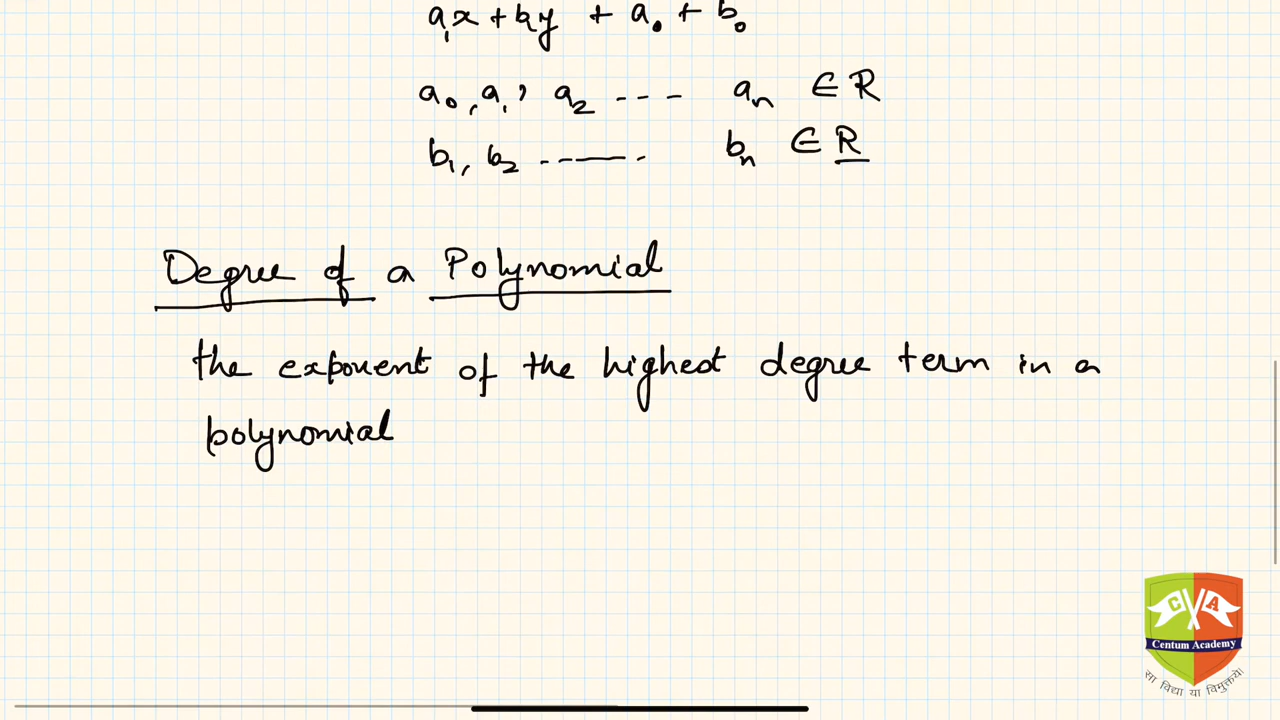 a₁x + b₁y + a₀ + b₀
a₀, a₁, a₂ --- aₙ ∈ R
b₁, b₂ ------- bₙ ∈ R
Degree of a Polynomial
the exponent of the highest degree term in a
polynomial
C A
Centum Academy
सा विद्या या विमुक्तये।